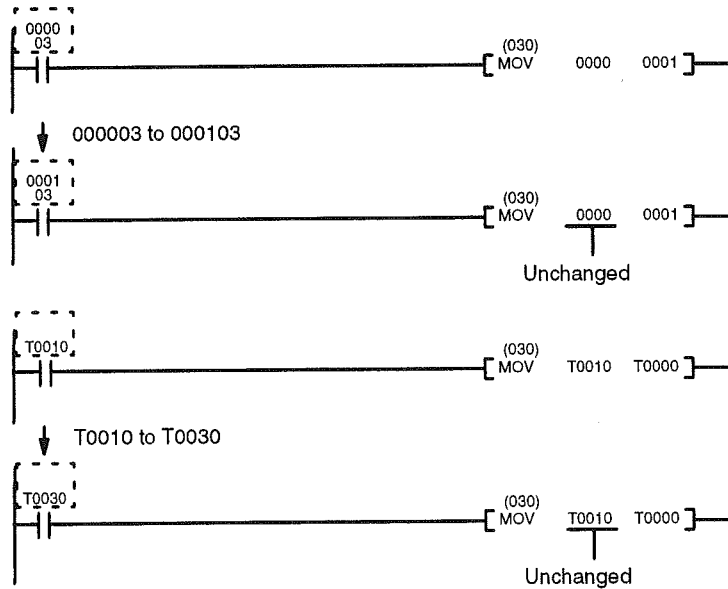 0000
03
(030)
MOV 0000 0001
000003 to 000103
0001
03
(030)
MOV 0000 0001
Unchanged
T0010
(030)
MOV T0010 T0000
T0010 to T0030
T0030
(030)
MOV T0010 T0000
Unchanged